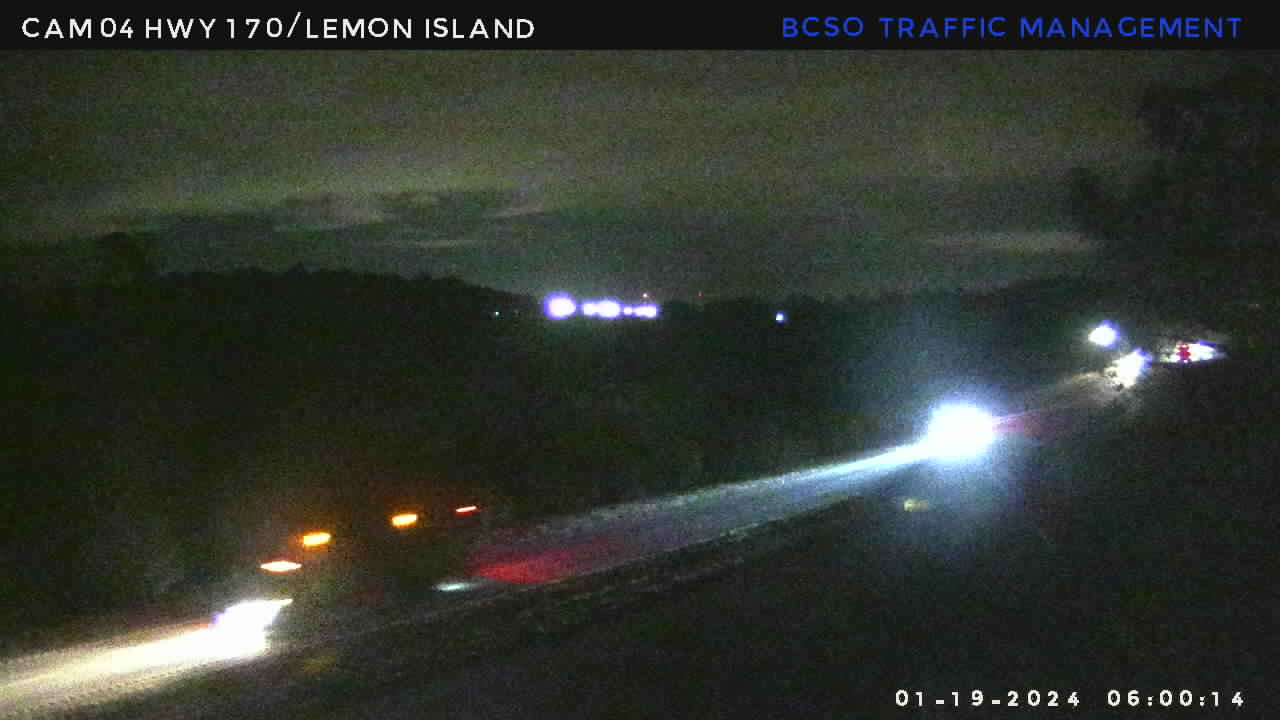 CAM04 HWY170/LEMON ISLAND
BCSO TRAFFIC MANAGEMENT
01-19-2024 06:00:14